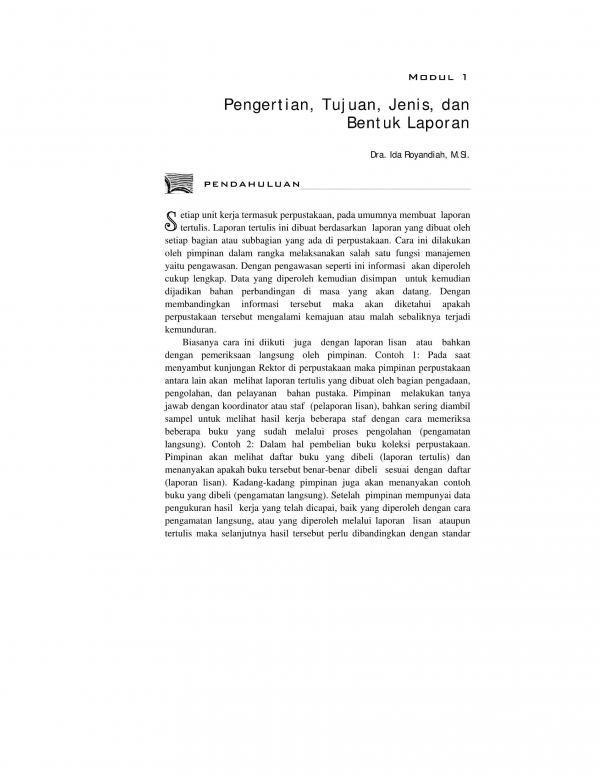 MODUL 1
Pengertian, Tujuan, Jenis, dan
Bentuk Laporan
Dra. Ida Royandiah, M.Si.
PENDAHULUAN
Setiap unit kerja termasuk perpustakaan, pada umumnya membuat laporan
tertulis. Laporan tertulis ini dibuat berdasarkan laporan yang dibuat oleh
setiap bagian atau subbagian yang ada di perpustakaan. Cara ini dilakukan
oleh pimpinan dalam rangka melaksanakan salah satu fungsi manajemen
yaitu pengawasan. Dengan pengawasan seperti ini informasi akan diperoleh
cukup lengkap. Data yang diperoleh kemudian disimpan untuk kemudian
dijadikan bahan perbandingan di masa yang akan datang. Dengan
membandingkan informasi tersebut maka akan diketahui apakah
perpustakaan tersebut mengalami kemajuan atau malah sebaliknya terjadi
kemunduran.
Biasanya cara ini diikuti juga dengan laporan lisan atau bahkan
dengan pemeriksaan langsung oleh pimpinan. Contoh 1: Pada saat
menyambut kunjungan Rektor di perpustakaan maka pimpinan perpustakaan
antara lain akan melihat laporan tertulis yang dibuat oleh bagian pengadaan,
pengolahan, dan pelayanan bahan pustaka. Pimpinan melakukan tanya
jawab dengan koordinator atau staf (pelaporan lisan), bahkan sering diambil
sampel untuk melihat hasil kerja beberapa staf dengan cara memeriksa
beberapa buku yang sudah melalui proses pengolahan (pengamatan
langsung). Contoh 2: Dalam hal pembelian buku koleksi perpustakaan.
Pimpinan akan melihat daftar buku yang dibeli (laporan tertulis) dan
menanyakan apakah buku tersebut benar-benar dibeli sesuai dengan daftar
(laporan lisan). Kadang-kadang pimpinan juga akan menanyakan contoh
buku yang dibeli (pengamatan langsung). Setelah pimpinan mempunyai data
pengukuran hasil kerja yang telah dicapai, baik yang diperoleh dengan cara
pengamatan langsung, atau yang diperoleh melalui laporan lisan ataupun
tertulis maka selanjutnya hasil tersebut perlu dibandingkan dengan standar